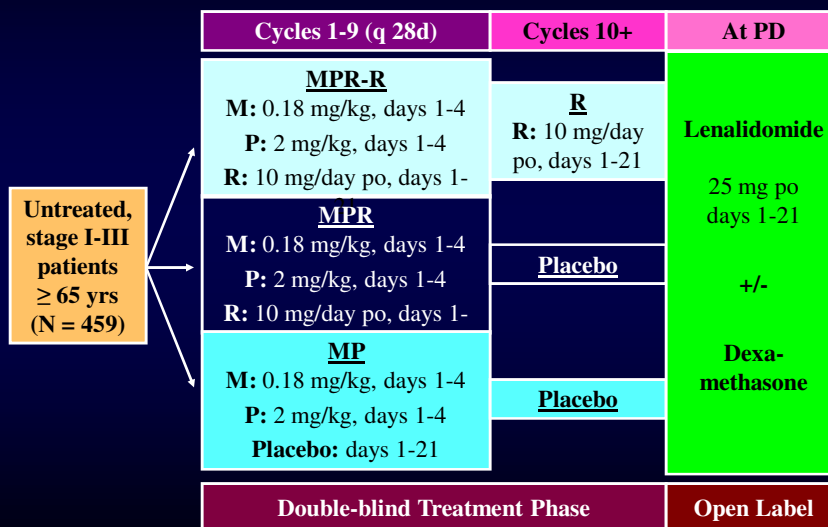 Cycles 1-9 (q 28d)
Cycles 10+
At PD
Untreated,
stage I-III
patients
≥ 65 yrs
(N = 459)
MPR-R
M: 0.18 mg/kg, days 1-4
P: 2 mg/kg, days 1-4
R: 10 mg/day po, days 1-
R
R: 10 mg/day
po, days 1-21
MPR
M: 0.18 mg/kg, days 1-4
P: 2 mg/kg, days 1-4
R: 10 mg/day po, days 1-
Placebo
MP
M: 0.18 mg/kg, days 1-4
P: 2 mg/kg, days 1-4
Placebo: days 1-21
Placebo
Lenalidomide
25 mg po
days 1-21
+/-
Dexa-
methasone
Double-blind Treatment Phase
Open Label